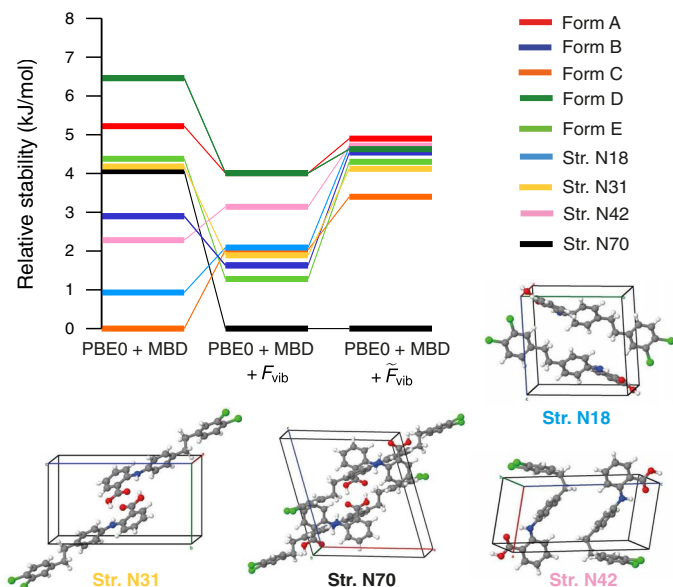 Relative stability (kJ/mol)
8
7
6
5
4
3
2
1
0
PBE0 + MBD
PBE0 + MBD
+ Fvib
PBE0 + MBD
+ F̃vib
Form A
Form B
Form C
Form D
Form E
Str. N18
Str. N31
Str. N42
Str. N70
Str. N18
Str. N31
Str. N70
Str. N42